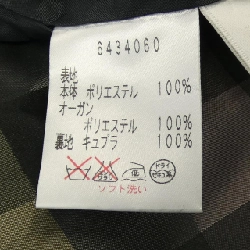 6434060
表地
本体 ポリエステル 100%
オーガン
ポリエステル 100%
裏地 キュプラ 100%
ドライ
ソフト洗い